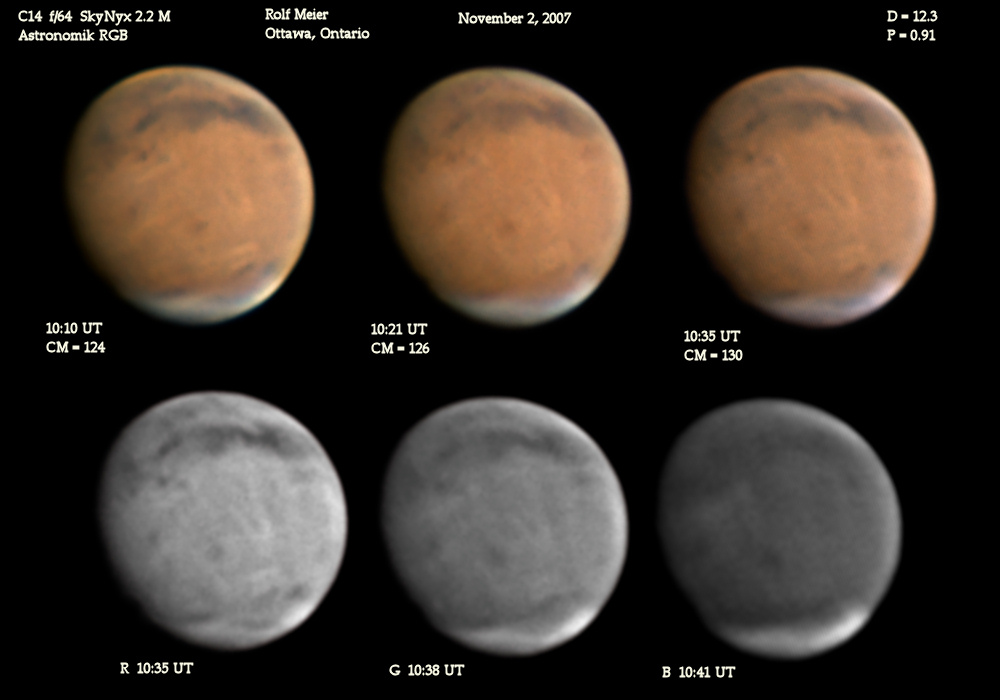 C14 f/64 SkyNyx 2.2 M
Astronomik RGB
Rolf Meier
Ottawa, Ontario
November 2, 2007
D = 12.3
P = 0.91
10:10 UT
CM = 124
10:21 UT
CM = 126
10:35 UT
CM = 130
R 10:35 UT
G 10:38 UT
B 10:41 UT